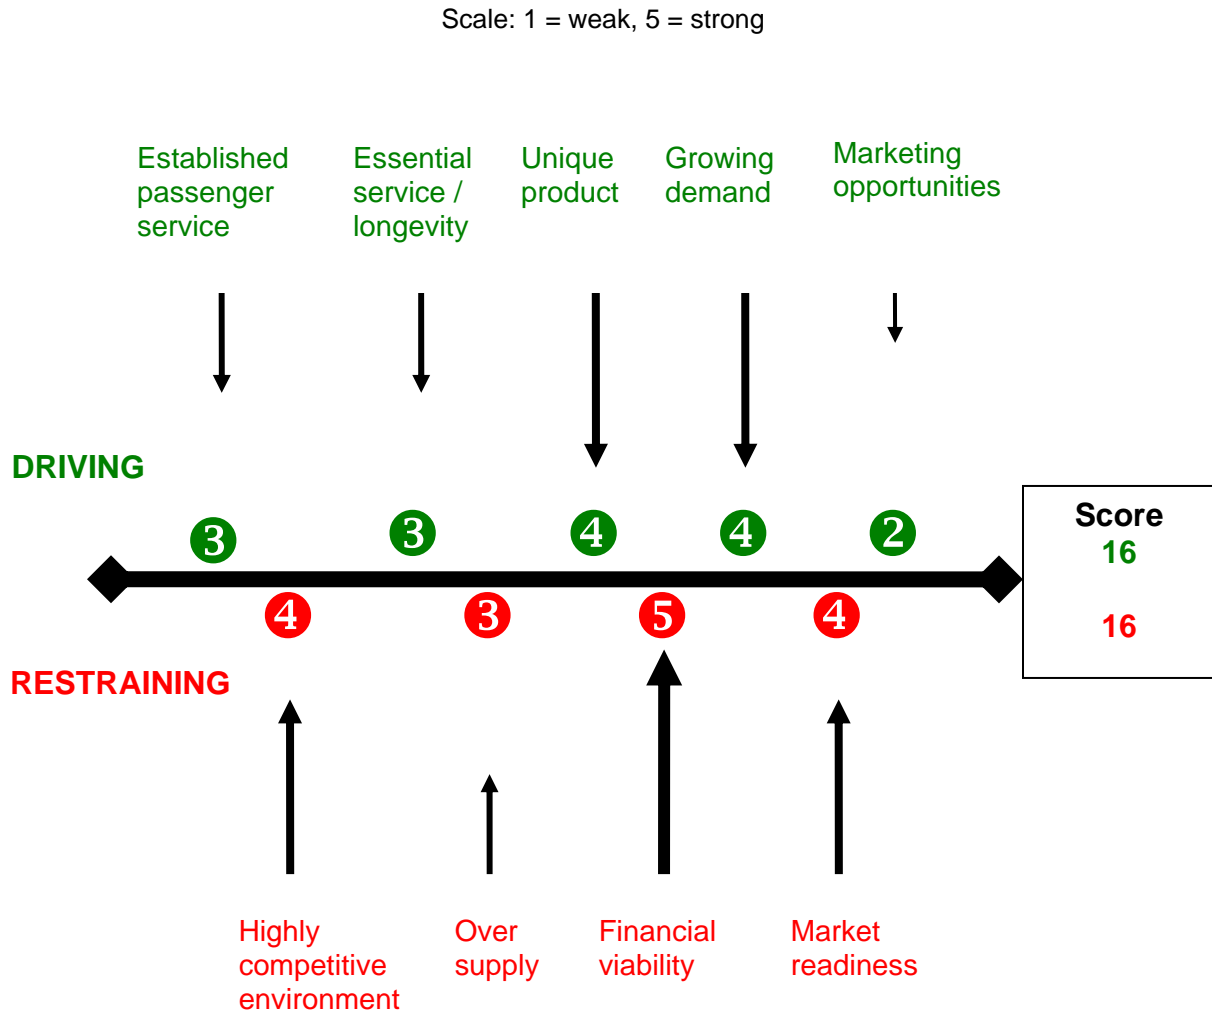 Scale: 1 = weak, 5 = strong
Established
passenger
service
Essential
service /
longevity
Unique
product
Growing
demand
Marketing
opportunities
DRIVING
3
3
4
4
2
Score
16
16
4
3
5
4
RESTRAINING
Highly
competitive
environment
Over
supply
Financial
viability
Market
readiness